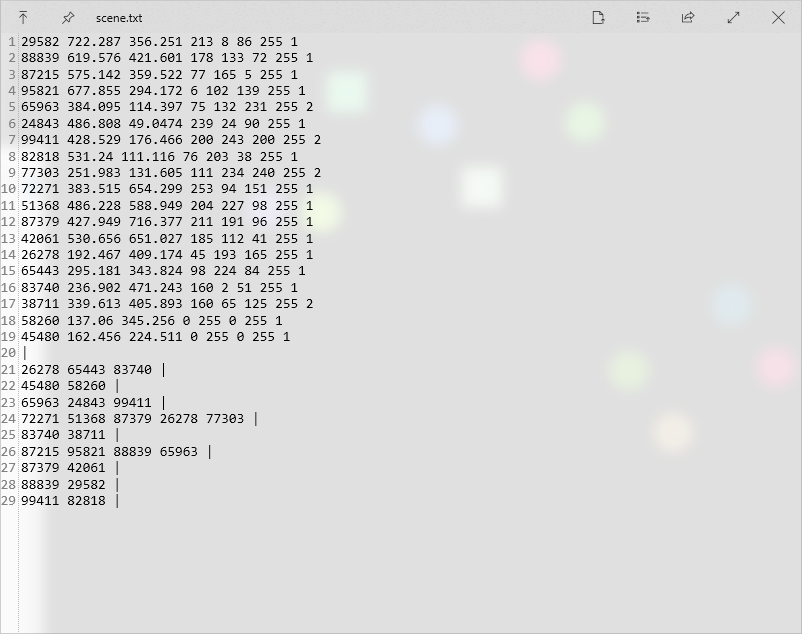 scene.txt
1 29582 722.287 356.251 213 8 86 255 1
2 88839 619.576 421.601 178 133 72 255 1
3 87215 575.142 359.522 77 165 5 255 1
4 95821 677.855 294.172 6 102 139 255 1
5 65963 384.095 114.397 75 132 231 255 2
6 24843 486.808 49.0474 239 24 90 255 1
7 99411 428.529 176.466 200 243 200 255 2
8 82818 531.24 111.116 76 203 38 255 1
9 77303 251.983 131.605 111 234 240 255 2
10 72271 383.515 654.299 253 94 151 255 1
11 51368 486.228 588.949 204 227 98 255 1
12 87379 427.949 716.377 211 191 96 255 1
13 42061 530.656 651.027 185 112 41 255 1
14 26278 192.467 409.174 45 193 165 255 1
15 65443 295.181 343.824 98 224 84 255 1
16 83740 236.902 471.243 160 2 51 255 1
17 38711 339.613 405.893 160 65 125 255 2
18 58260 137.06 345.256 0 255 0 255 1
19 45480 162.456 224.511 0 255 0 255 1
20 |
21 26278 65443 83740 |
22 45480 58260 |
23 65963 24843 99411 |
24 72271 51368 87379 26278 77303 |
25 83740 38711 |
26 87215 95821 88839 65963 |
27 87379 42061 |
28 88839 29582 |
29 99411 82818 |